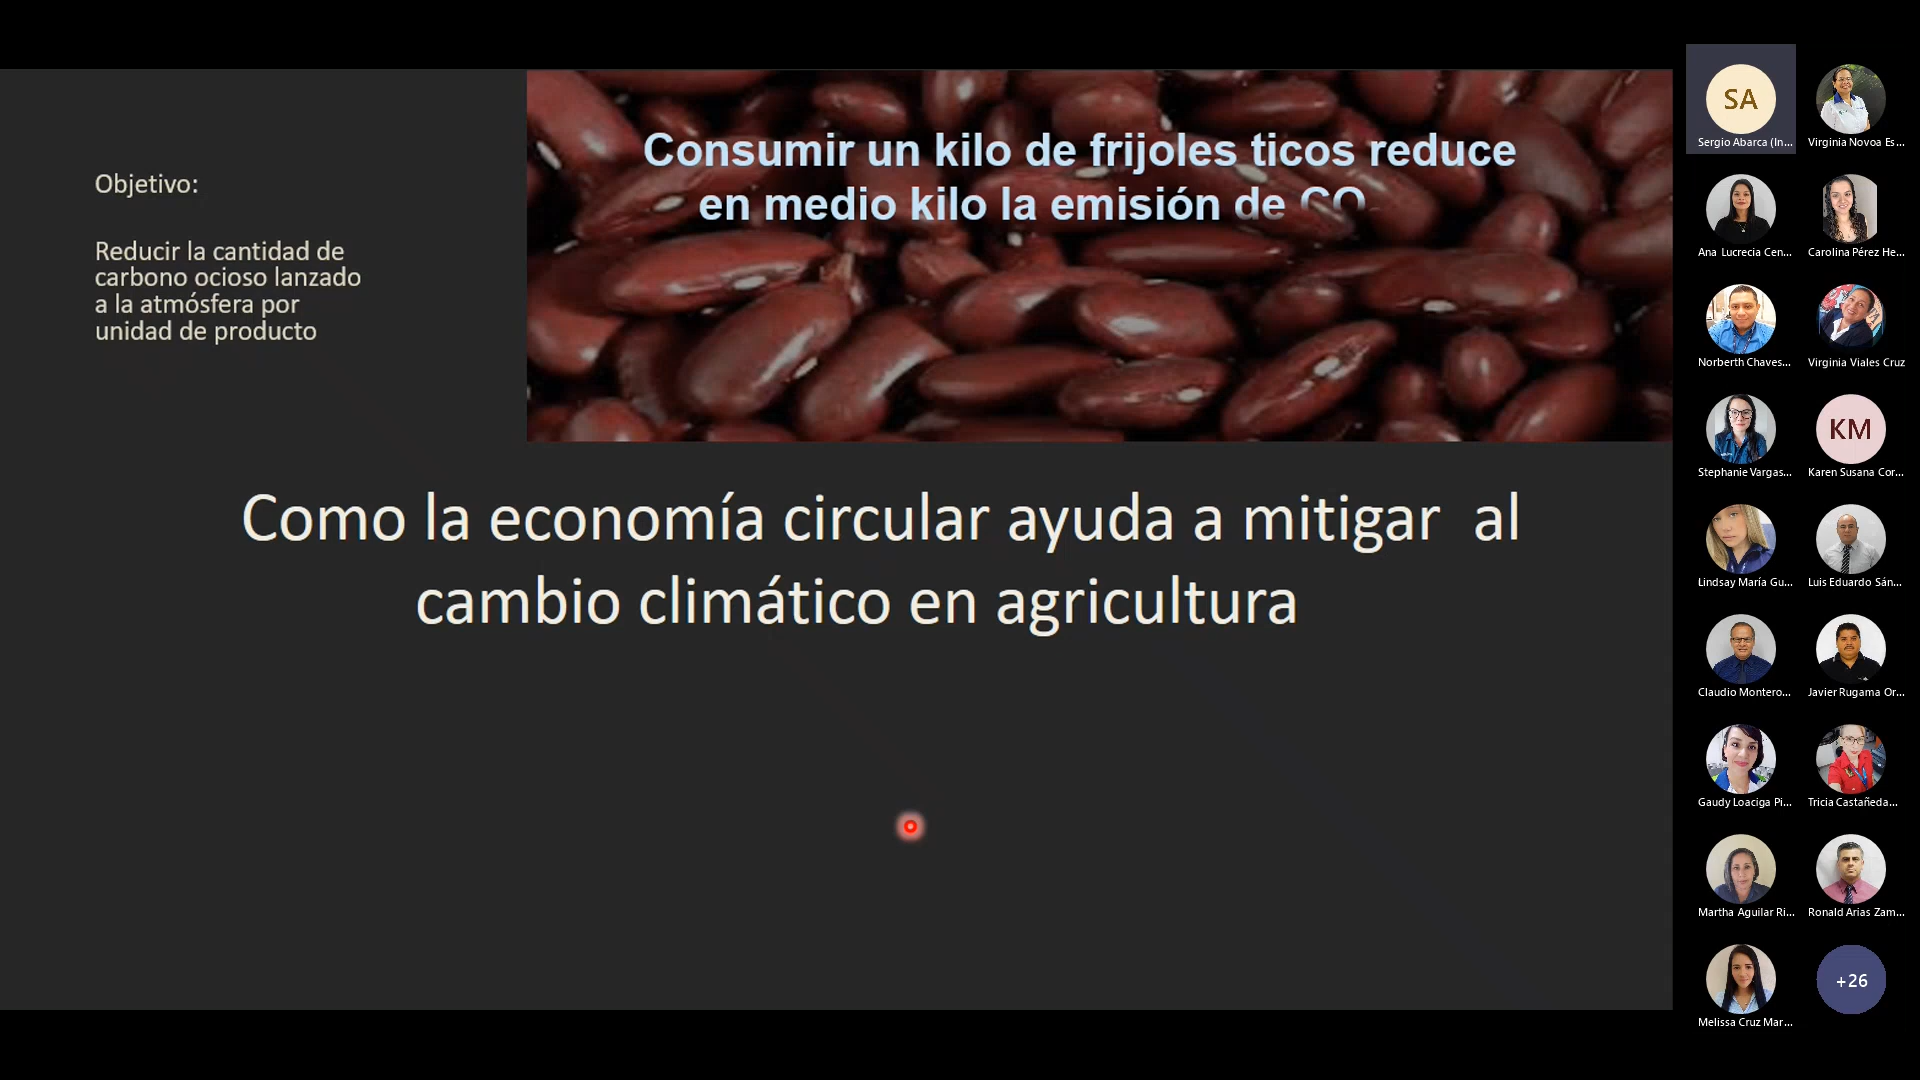 Objetivo:
Reducir la cantidad de
carbono ocioso lanzado
a la atmósfera por
unidad de producto
Consumir un kilo de frijoles ticos reduce
en medio kilo la emisión de CO
Como la economía circular ayuda a mitigar al
cambio climático en agricultura
SA
Sergio Abarca (In...
Virginia Novoa Es...
Ana Lucrecia Cen...
Carolina Pérez He...
Norberth Chaves...
Virginia Viales Cruz
Stephanie Vargas...
KM
Karen Susana Cor...
Lindsay María Gu...
Luis Eduardo Sán...
Claudio Montero...
Javier Rugama Or...
Gaudy Loaciga Pi...
Tricia Castañeda...
Martha Aguilar Ri...
Ronald Arias Zam...
Melissa Cruz Mar...
+26